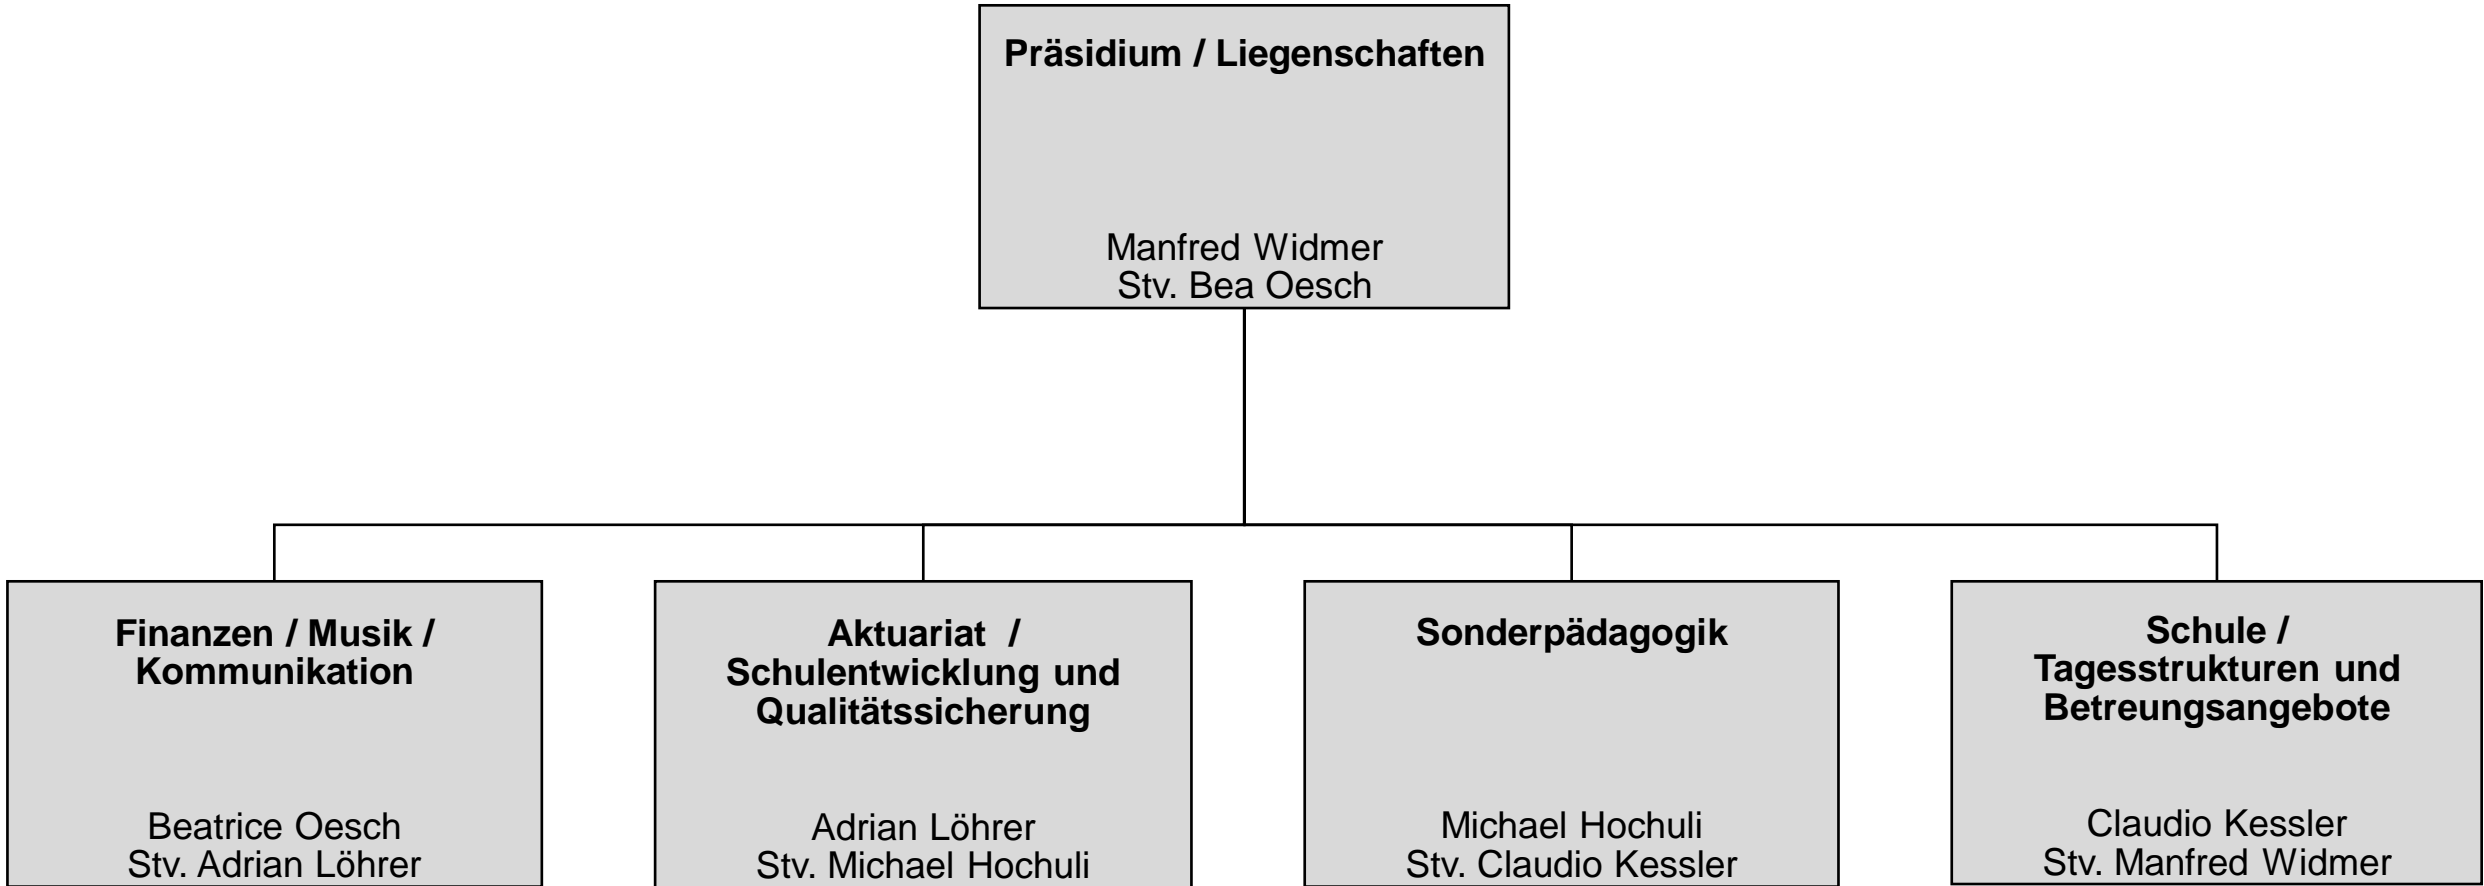 Präsidium / Liegenschaften
Manfred Widmer
Stv. Bea Oesch
Finanzen / Musik /
Kommunikation
Beatrice Oesch
Stv. Adrian Löhrer
Aktuariat /
Schulentwicklung und
Qualitätssicherung
Adrian Löhrer
Stv. Michael Hochuli
Sonderpädagogik
Michael Hochuli
Stv. Claudio Kessler
Schule /
Tagesstrukturen und
Betreungsangebote
Claudio Kessler
Stv. Manfred Widmer